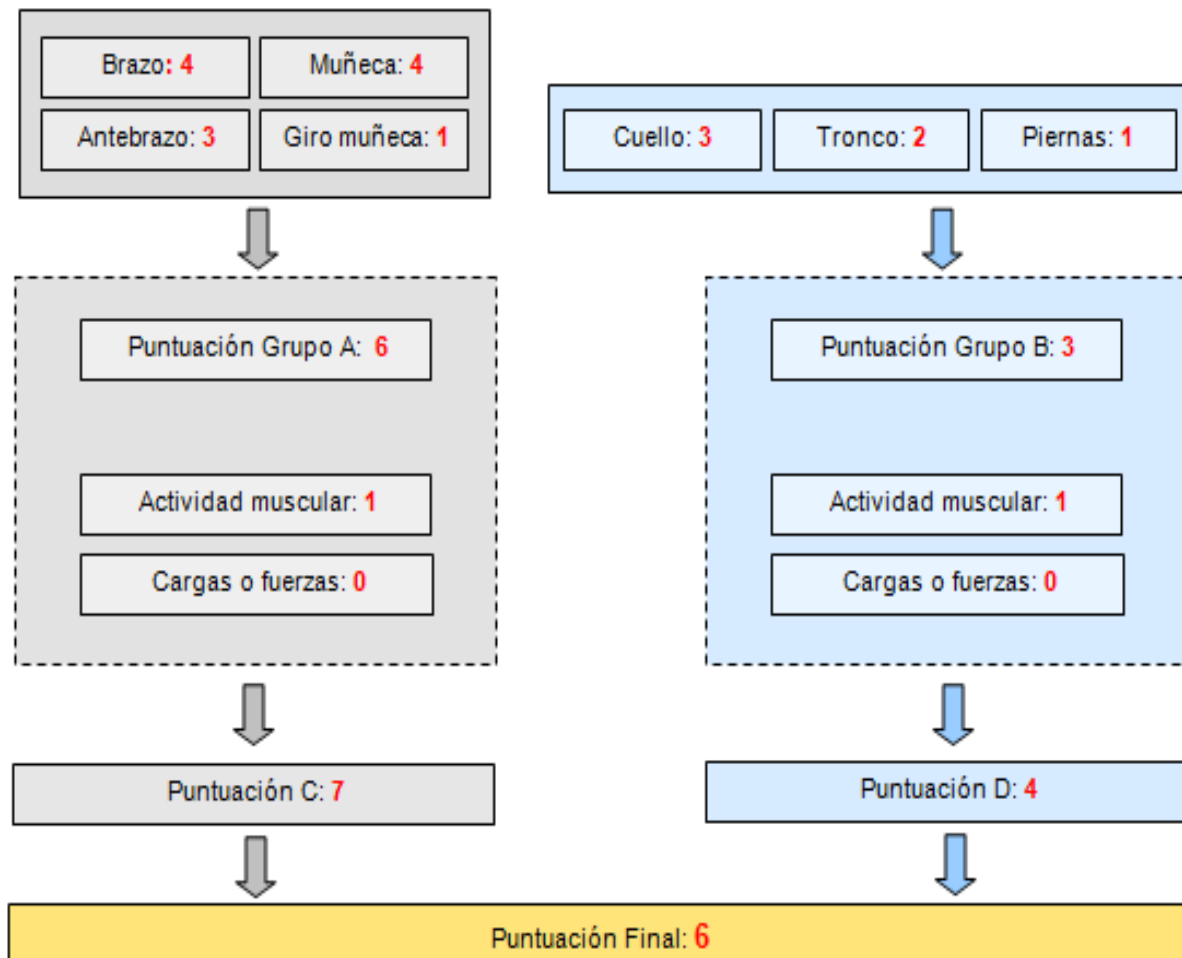 Brazo: 4
Muñeca: 4
Antebrazo: 3
Giro muñeca: 1
Cuello: 3
Tronco: 2
Piernas: 1
Puntuación Grupo A: 6
Actividad muscular: 1
Cargas o fuerzas: 0
Puntuación Grupo B: 3
Actividad muscular: 1
Cargas o fuerzas: 0
Puntuación C: 7
Puntuación D: 4
Puntuación Final: 6